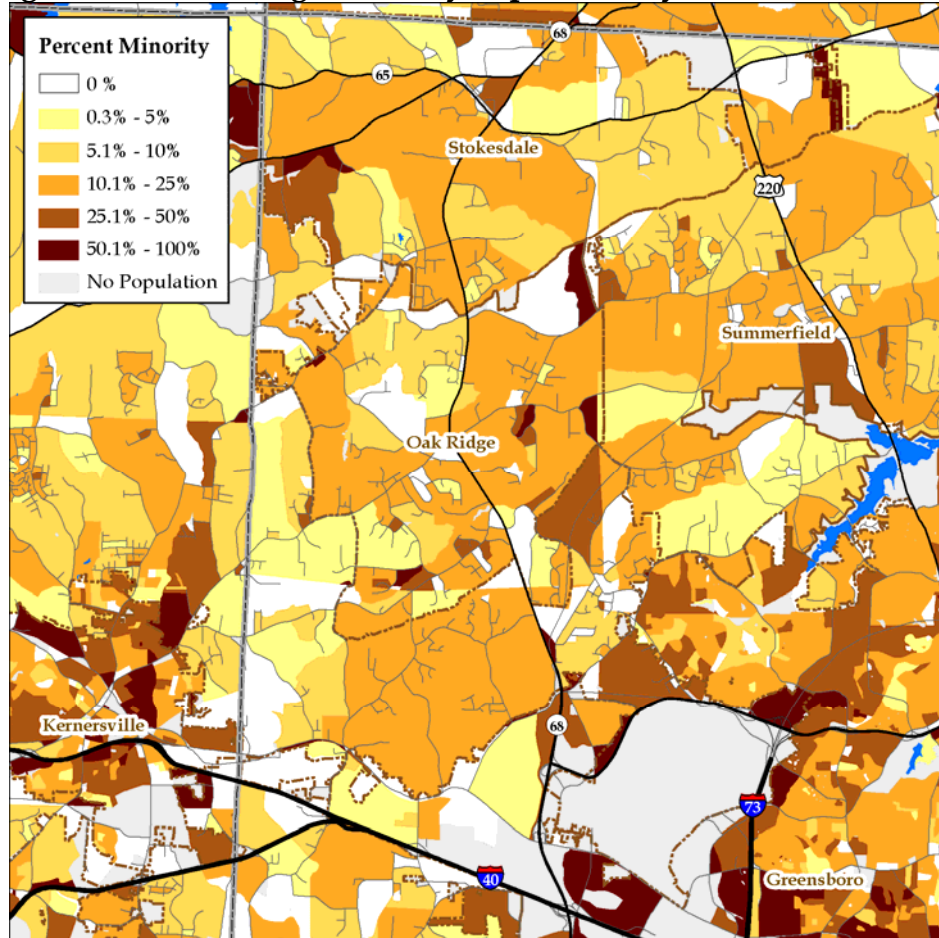 Percent Minority
0 %
0.3% - 5%
5.1% - 10%
10.1% - 25%
25.1% - 50%
50.1% - 100%
No Population
68
65
Stokesdale
220
Summerfield
Oak Ridge
Kernersville
68
73
40
Greensboro